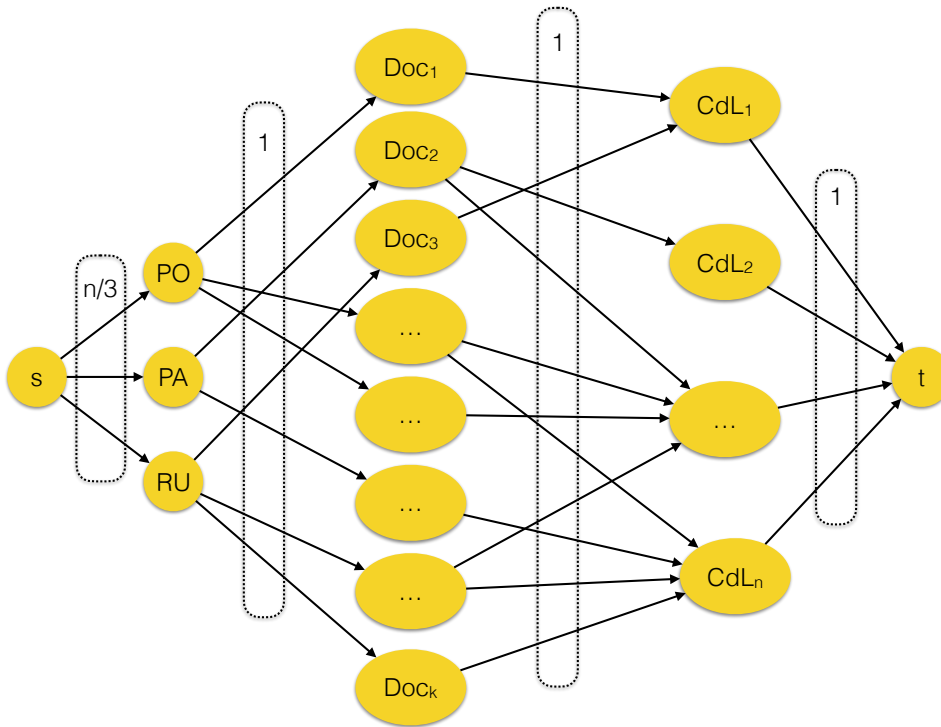 1
Doc₁
CdL₁
1
Doc₂
1
Doc₃
CdL₂
PO
n/3
…
s
PA
t
…
…
RU
…
…
CdLₙ
Docₖ